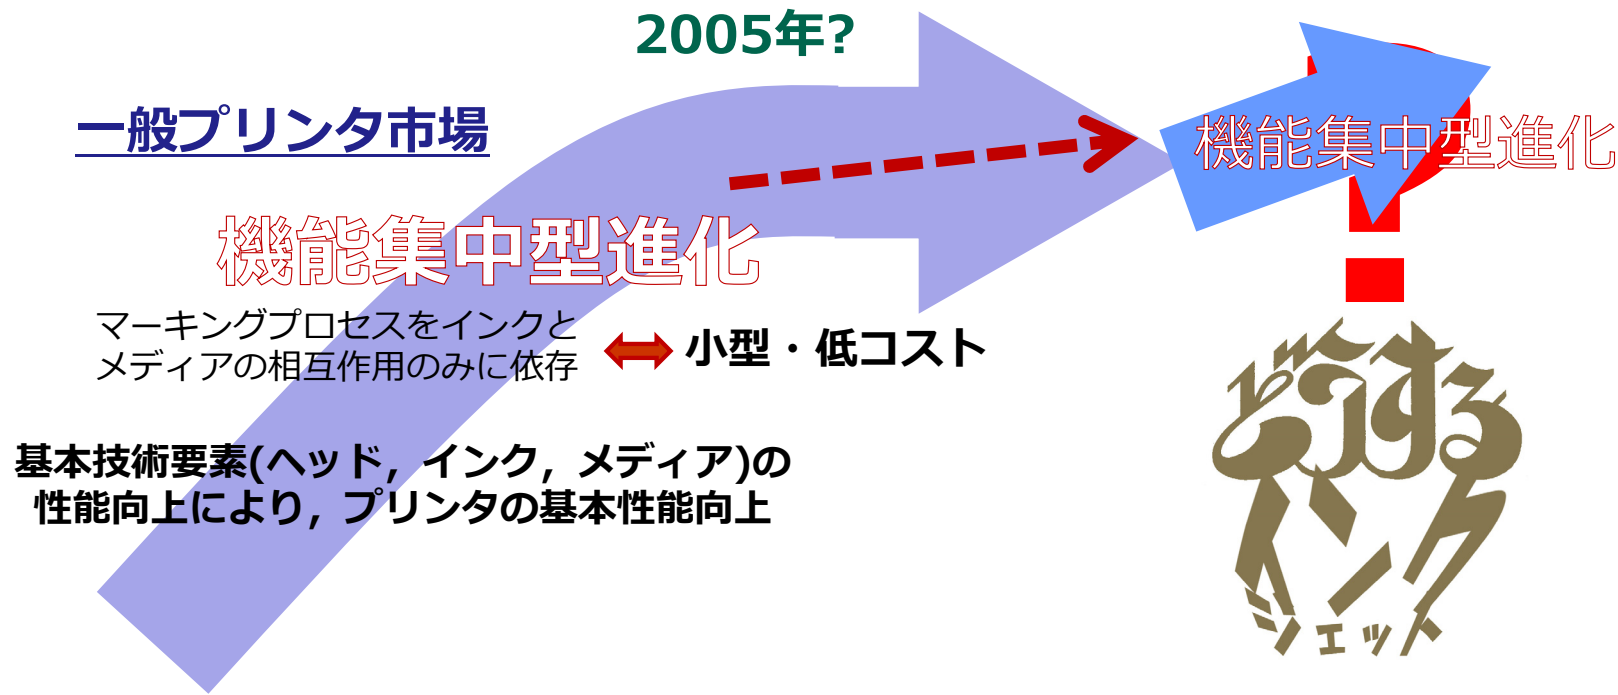 2005年?
一般プリンタ市場
機能集中型進化
機能集中型進化
マーキングプロセスをインクと
メディアの相互作用のみに依存
小型・低コスト
基本技術要素(ヘッド，インク，メディア)の
性能向上により，プリンタの基本性能向上
どうする
インク
ジェット